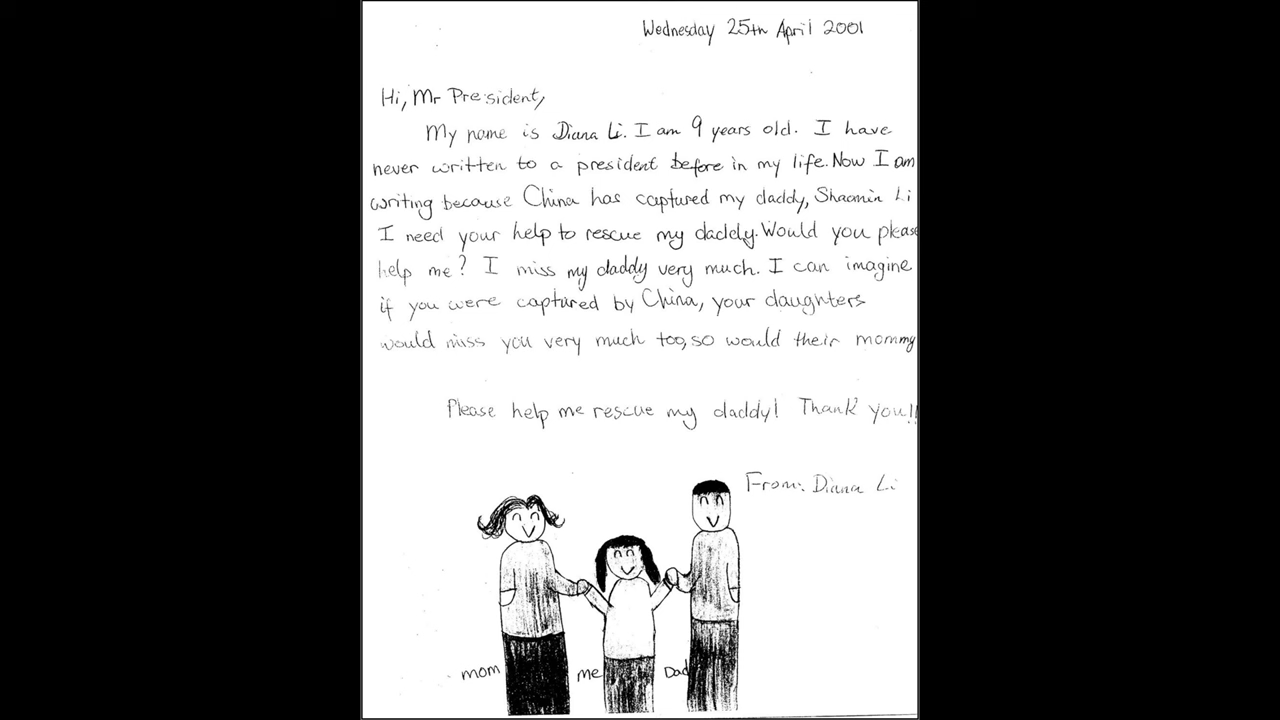 Wednesday 25th April 2001
Hi, Mr President,
My name is Diana Li. I am 9 years old. I have
never written to a president before in my life. Now I am
writing because China has captured my daddy, Shaomin Li
I need your help to rescue my daddy. Would you please
help me? I miss my daddy very much. I can imagine
if you were captured by China, your daughters
would miss you very much too, so would their mommy
Please help me rescue my daddy! Thank you!!
From: Diana Li
mom me Dad